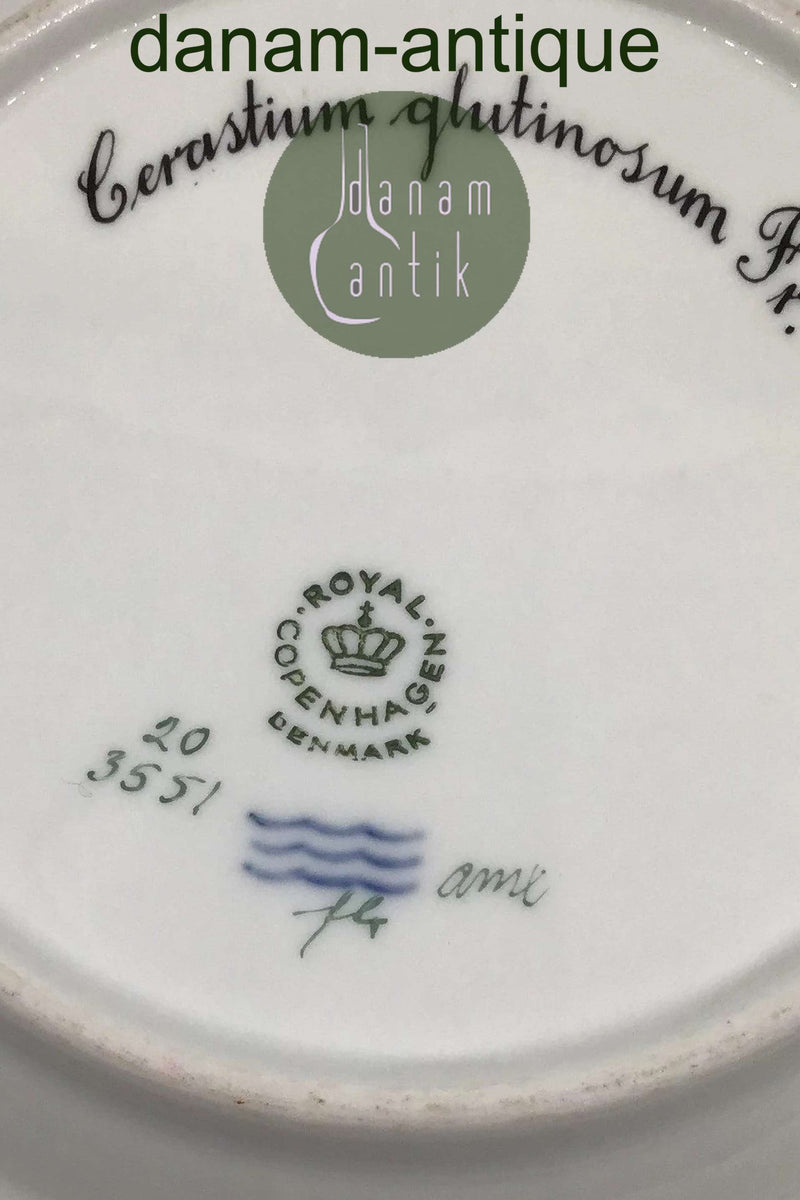 danam-antique
Cerastium glutinosum Fr.
danam
antik
ROYAL
COPENHAGEN
DENMARK
20
3551